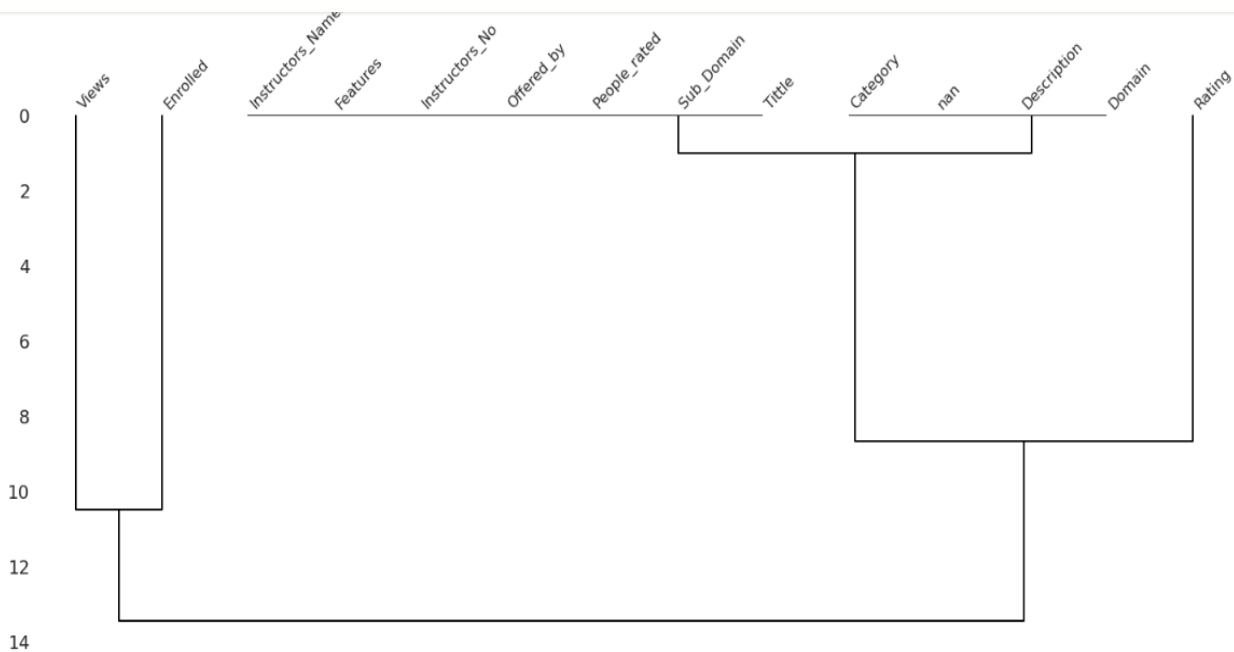 Views
Enrolled
Instructors_Name
Features
Instructors_No
Offered_by
People_rated
Sub_Domain
Tittle
Category
nan
Description
Domain
Rating
0
2
4
6
8
10
12
14